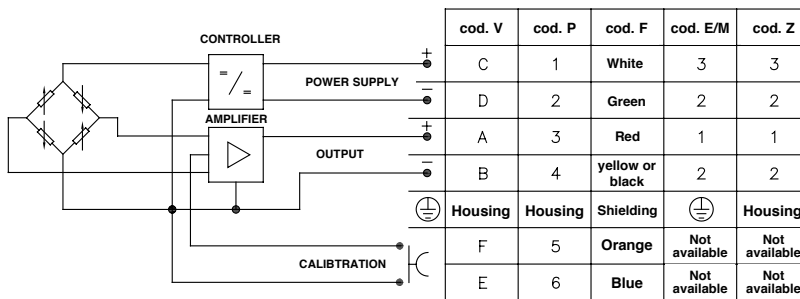 cod. V cod. P cod. F cod. E/M cod. Z
CONTROLLER
= / =
+
POWER SUPPLY
C 1 White 3 3
−
D 2 Green 2 2
AMPLIFIER
+
A 3 Red 1 1
OUTPUT
−
B 4 yellow or black 2 2
Housing Housing Shielding Housing
F 5 Orange Not available Not available
CALIBTRATION
E 6 Blue Not available Not available